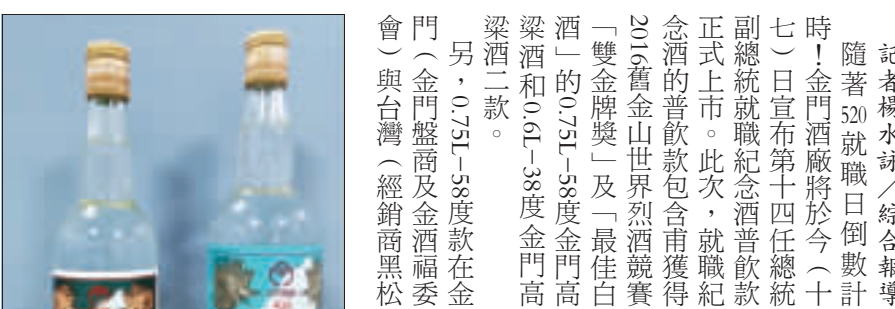 記者楊水詠／綜合報導
隨著520就職日倒數計
時！金門酒廠將於今（十
七）日宣布第十四任總統
副總統就職紀念酒普飲款
正式上市。此次，就職紀
念酒的普飲款包含甫獲得
2016舊金山世界烈酒競賽
「雙金牌獎」及「最佳白
酒」的0.75L－58度金門高
梁酒和0.6L－38度金門高
梁酒二款。
另，0.75L－58度款在金
門（金門盤商及金酒福委
會）與台灣（經銷商黑松